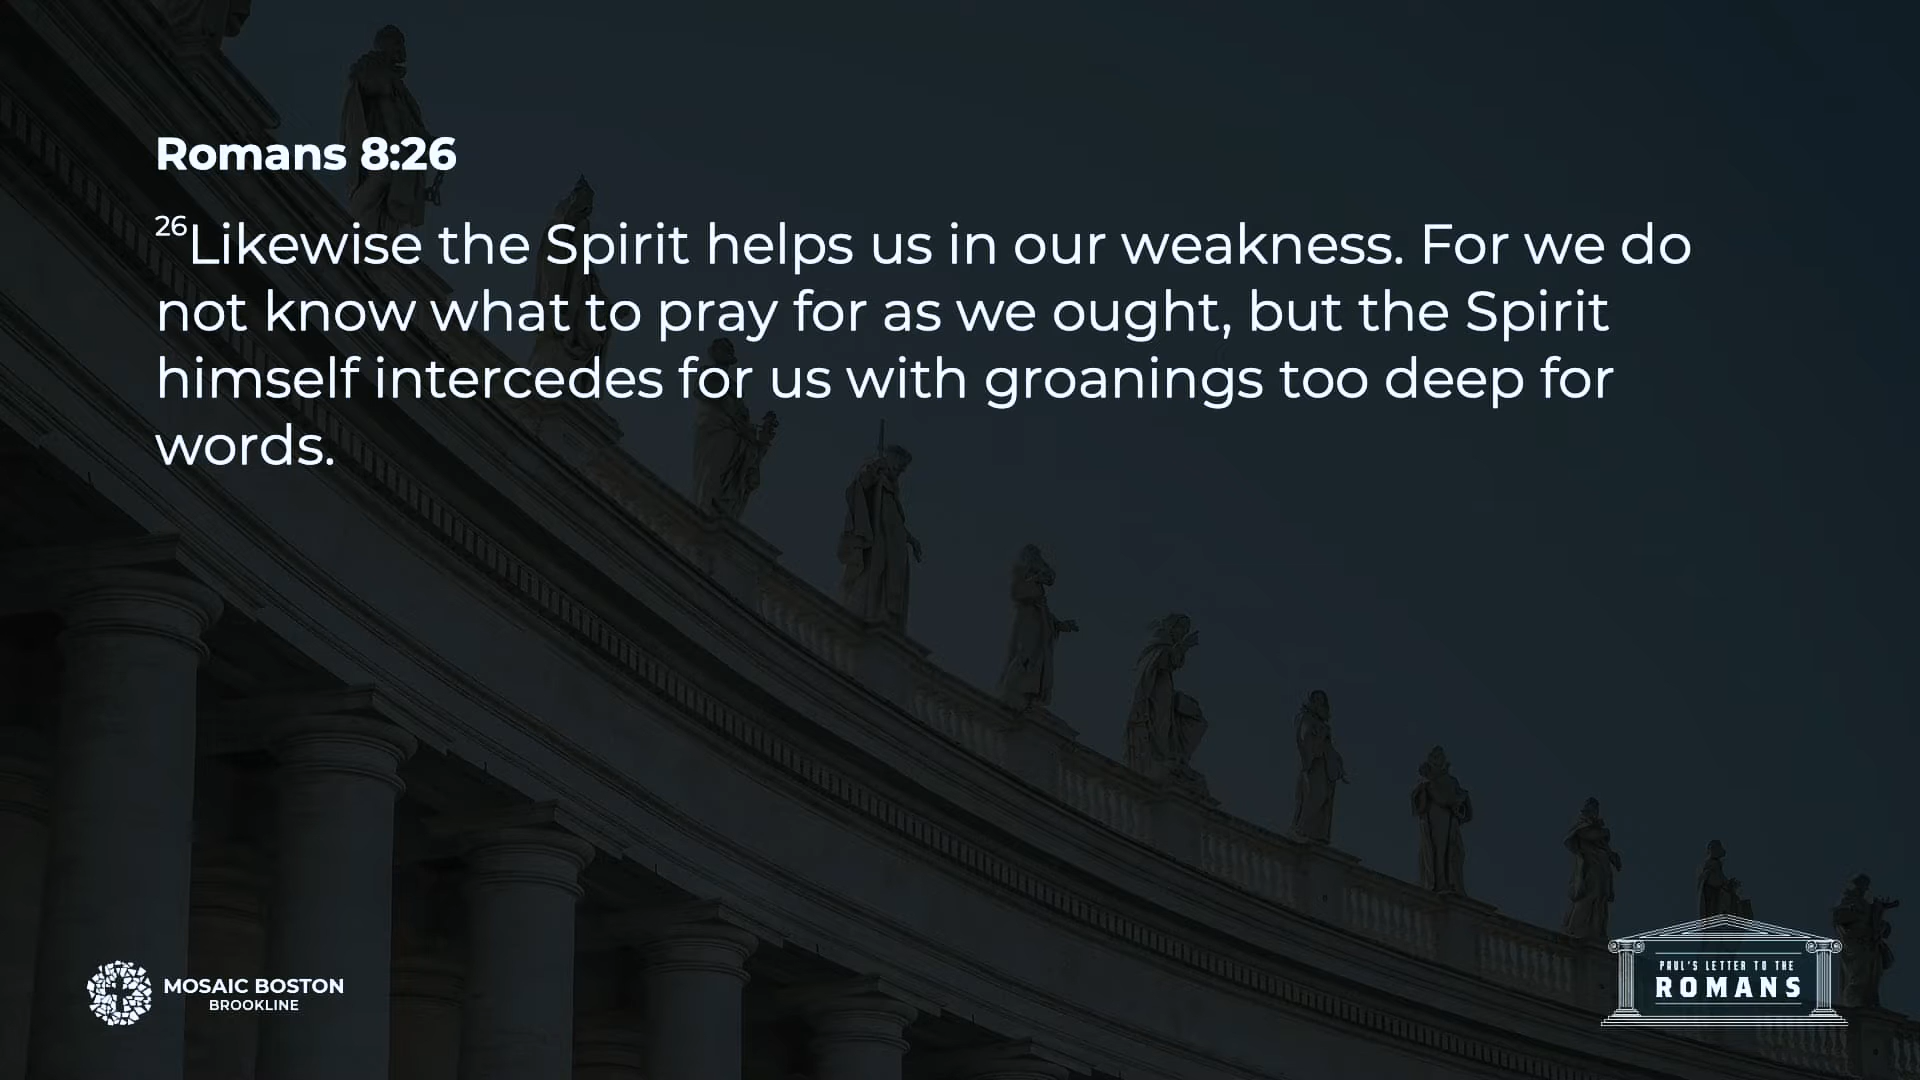 Romans 8:26
26Likewise the Spirit helps us in our weakness. For we do
not know what to pray for as we ought, but the Spirit
himself intercedes for us with groanings too deep for
words.
MOSAIC BOSTON
BROOKLINE
PAUL'S LETTER TO THE
ROMANS